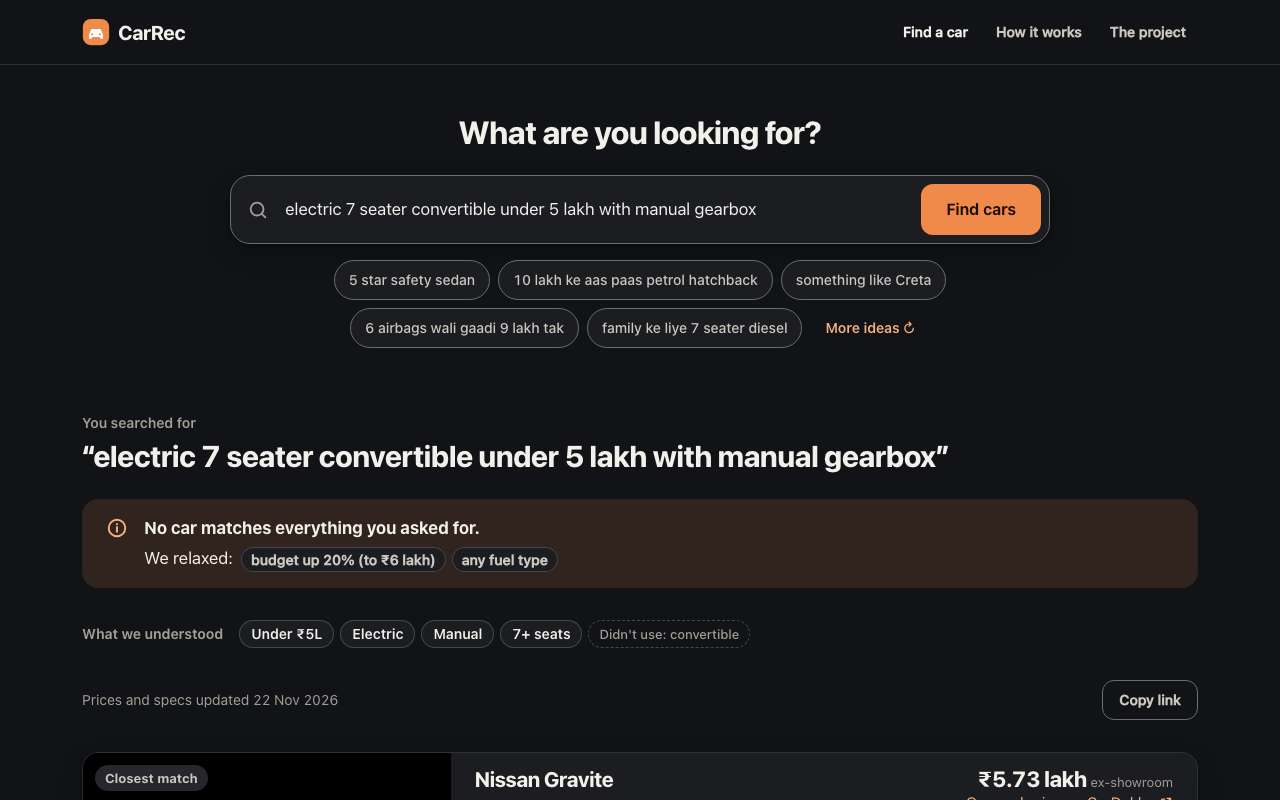 CarRec
Find a car How it works The project
What are you looking for?
electric 7 seater convertible under 5 lakh with manual gearbox Find cars
5 star safety sedan 10 lakh ke aas paas petrol hatchback something like Creta
6 airbags wali gaadi 9 lakh tak family ke liye 7 seater diesel More ideas ↻
You searched for
“electric 7 seater convertible under 5 lakh with manual gearbox”
No car matches everything you asked for.
We relaxed: budget up 20% (to ₹6 lakh) any fuel type
What we understood Under ₹5L Electric Manual 7+ seats Didn't use: convertible
Prices and specs updated 22 Nov 2026 Copy link
Closest match Nissan Gravite ₹5.73 lakh ex-showroom